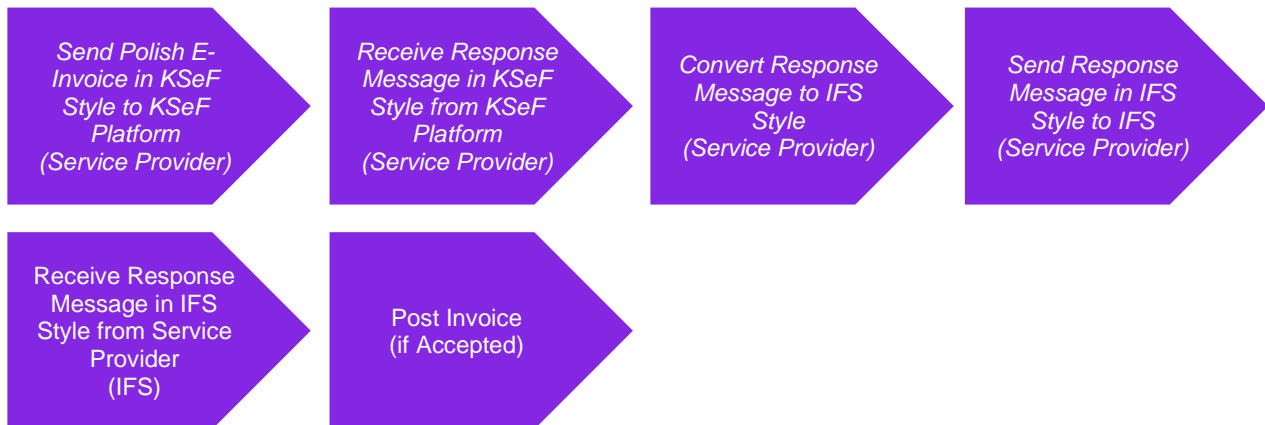 Send Polish E-
Invoice in KSeF
Style to KSeF
Platform
(Service Provider)
Receive Response
Message in KSeF
Style from KSeF
Platform
(Service Provider)
Convert Response
Message to IFS
Style
(Service Provider)
Send Response
Message in IFS
Style to IFS
(Service Provider)
Receive Response
Message in IFS
Style from Service
Provider
(IFS)
Post Invoice
(if Accepted)